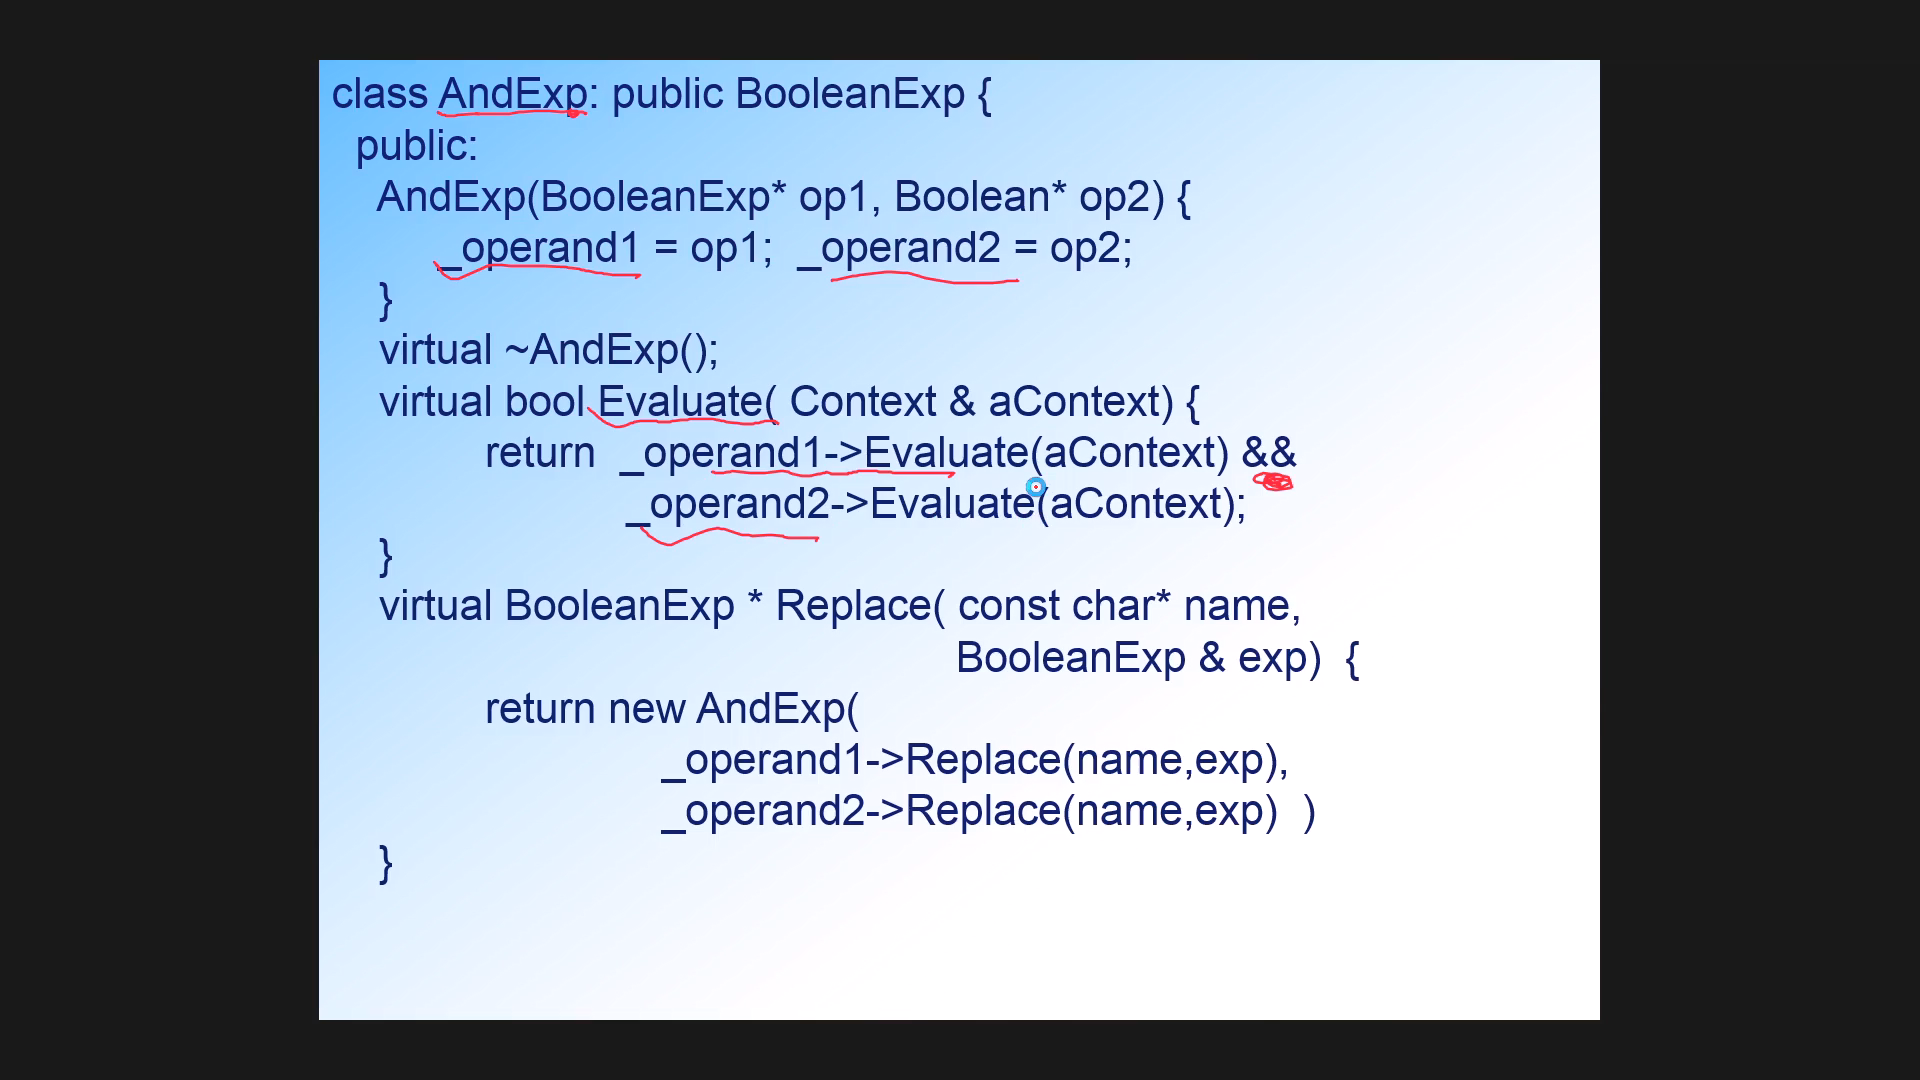 class AndExp: public BooleanExp {
public:
AndExp(BooleanExp* op1, Boolean* op2) {
_operand1 = op1; _operand2 = op2;
}
virtual ~AndExp();
virtual bool Evaluate( Context & aContext) {
return _operand1->Evaluate(aContext) &&
_operand2->Evaluate(aContext);
}
virtual BooleanExp * Replace( const char* name,
BooleanExp & exp) {
return new AndExp(
_operand1->Replace(name,exp),
_operand2->Replace(name,exp) )
}